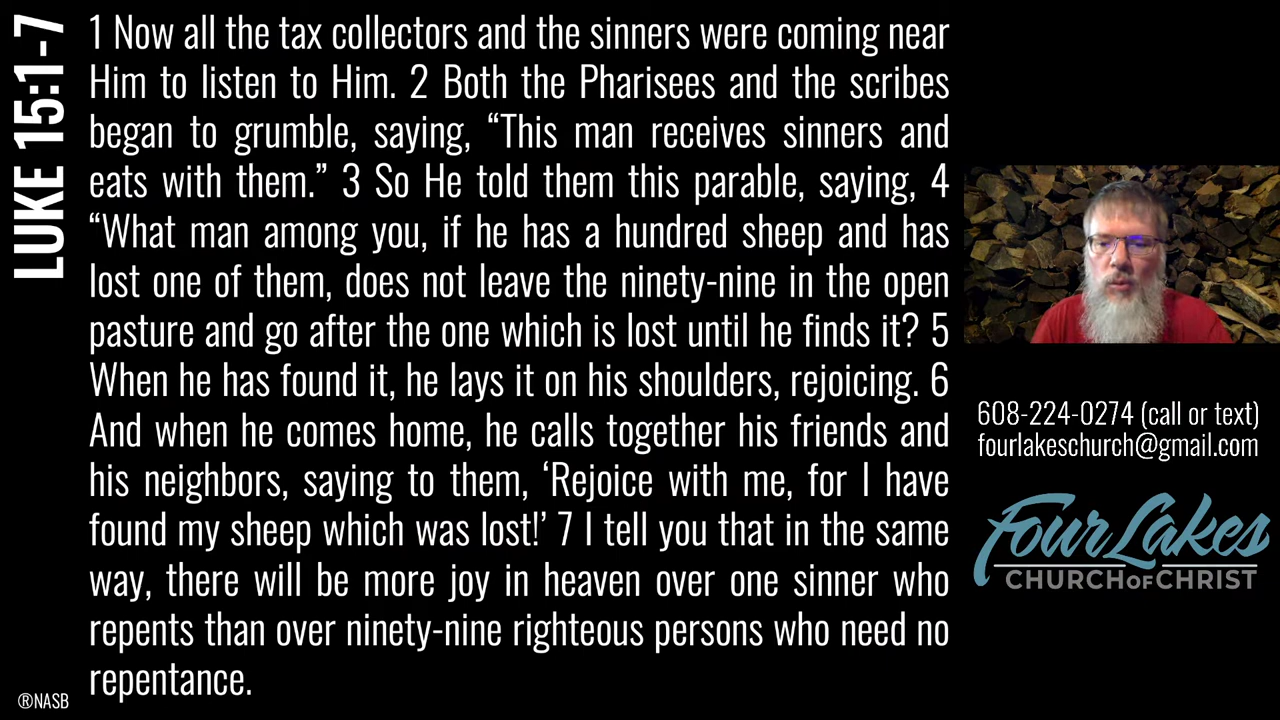 LUKE 15:1-7
1 Now all the tax collectors and the sinners were coming near
Him to listen to Him. 2 Both the Pharisees and the scribes
began to grumble, saying, “This man receives sinners and
eats with them.” 3 So He told them this parable, saying, 4
“What man among you, if he has a hundred sheep and has
lost one of them, does not leave the ninety-nine in the open
pasture and go after the one which is lost until he finds it? 5
When he has found it, he lays it on his shoulders, rejoicing. 6
And when he comes home, he calls together his friends and
his neighbors, saying to them, ‘Rejoice with me, for I have
found my sheep which was lost!’ 7 I tell you that in the same
way, there will be more joy in heaven over one sinner who
repents than over ninety-nine righteous persons who need no
repentance.
®NASB
608-224-0274 (call or text)
fourlakeschurch@gmail.com
Four Lakes
CHURCH OF CHRIST